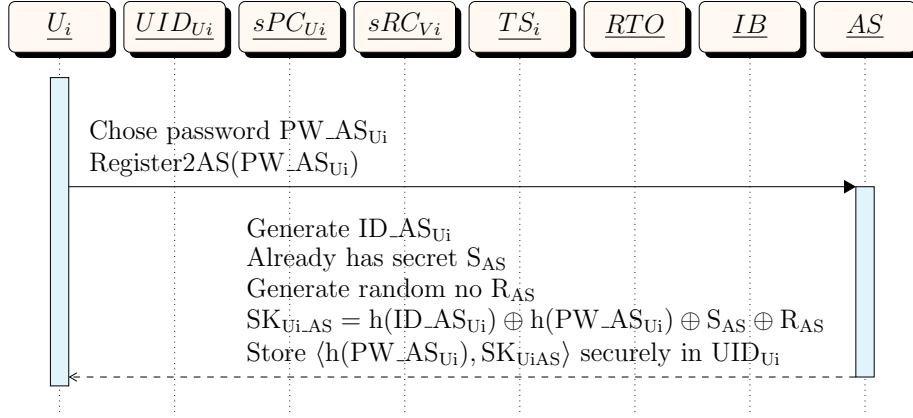 U_i UID_Ui sPC_Ui sRC_Vi TS_i RTO IB AS
Chose password PW_AS_Ui
Register2AS(PW_AS_Ui)
Generate ID_AS_Ui
Already has secret S_AS
Generate random no R_AS
SK_Ui_AS = h(ID_AS_Ui) ⊕ h(PW_AS_Ui) ⊕ S_AS ⊕ R_AS
Store ⟨h(PW_AS_Ui), SK_UiAS⟩ securely in UID_Ui